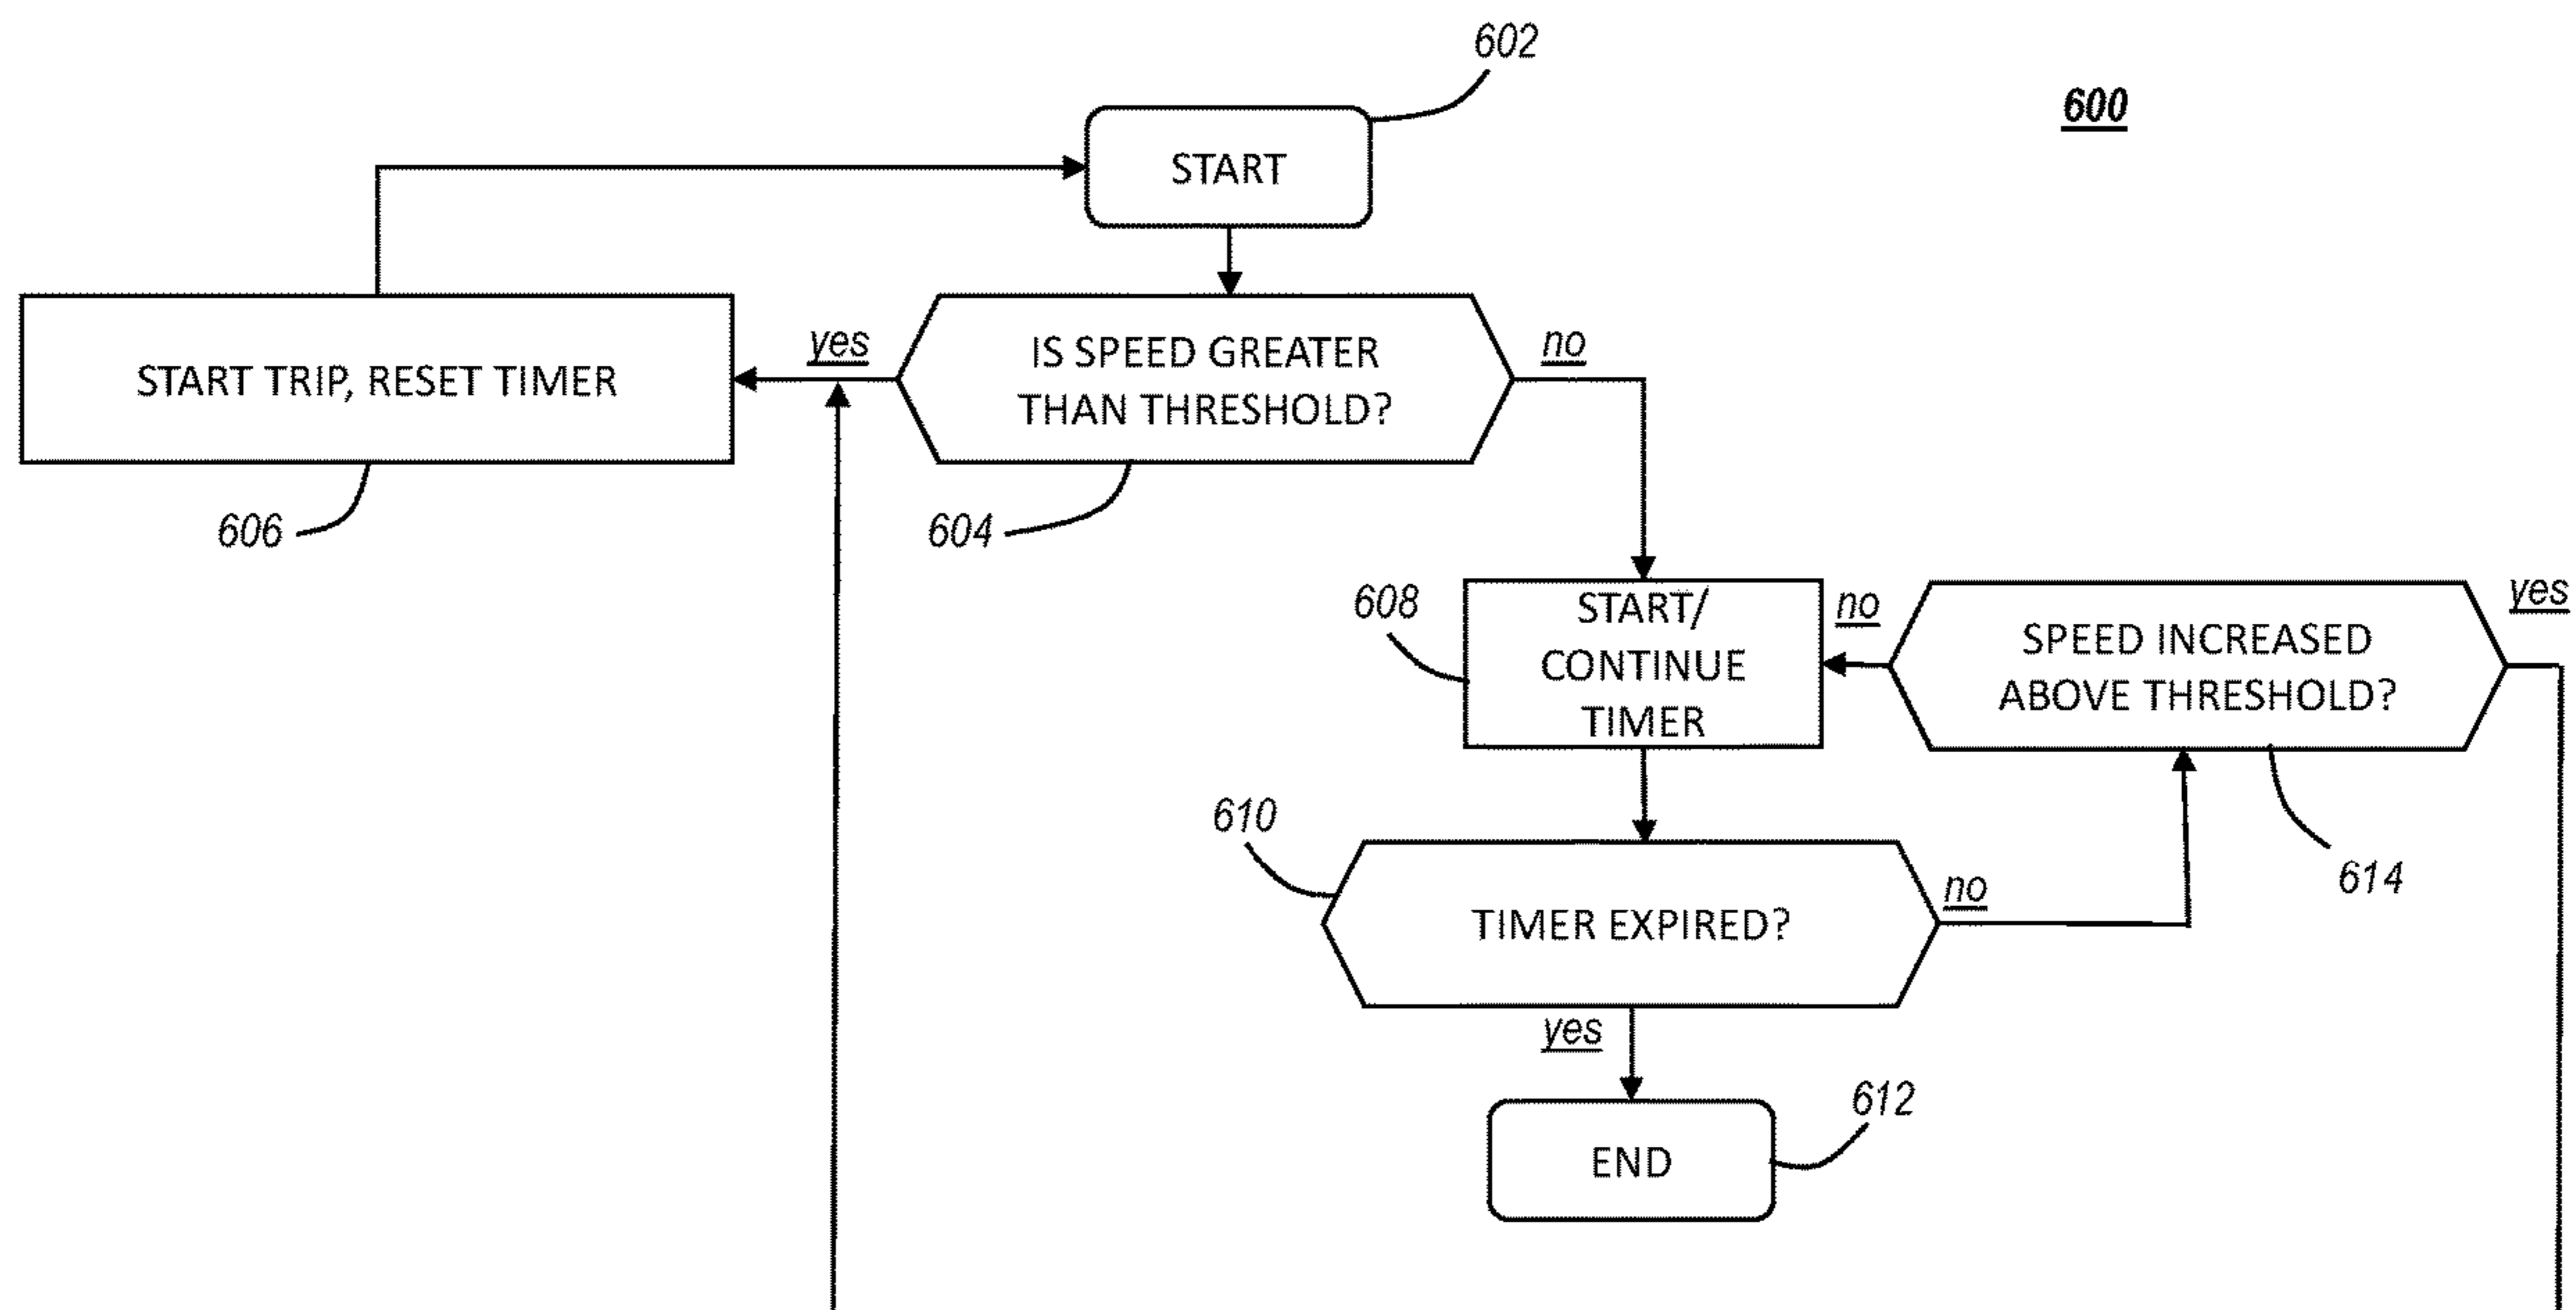 602
600
START
START TRIP, RESET TIMER
yes
IS SPEED GREATER
THAN THRESHOLD?
no
606
604
608
START/
CONTINUE
TIMER
no
SPEED INCREASED
ABOVE THRESHOLD?
yes
610
TIMER EXPIRED?
no
614
yes
END
612